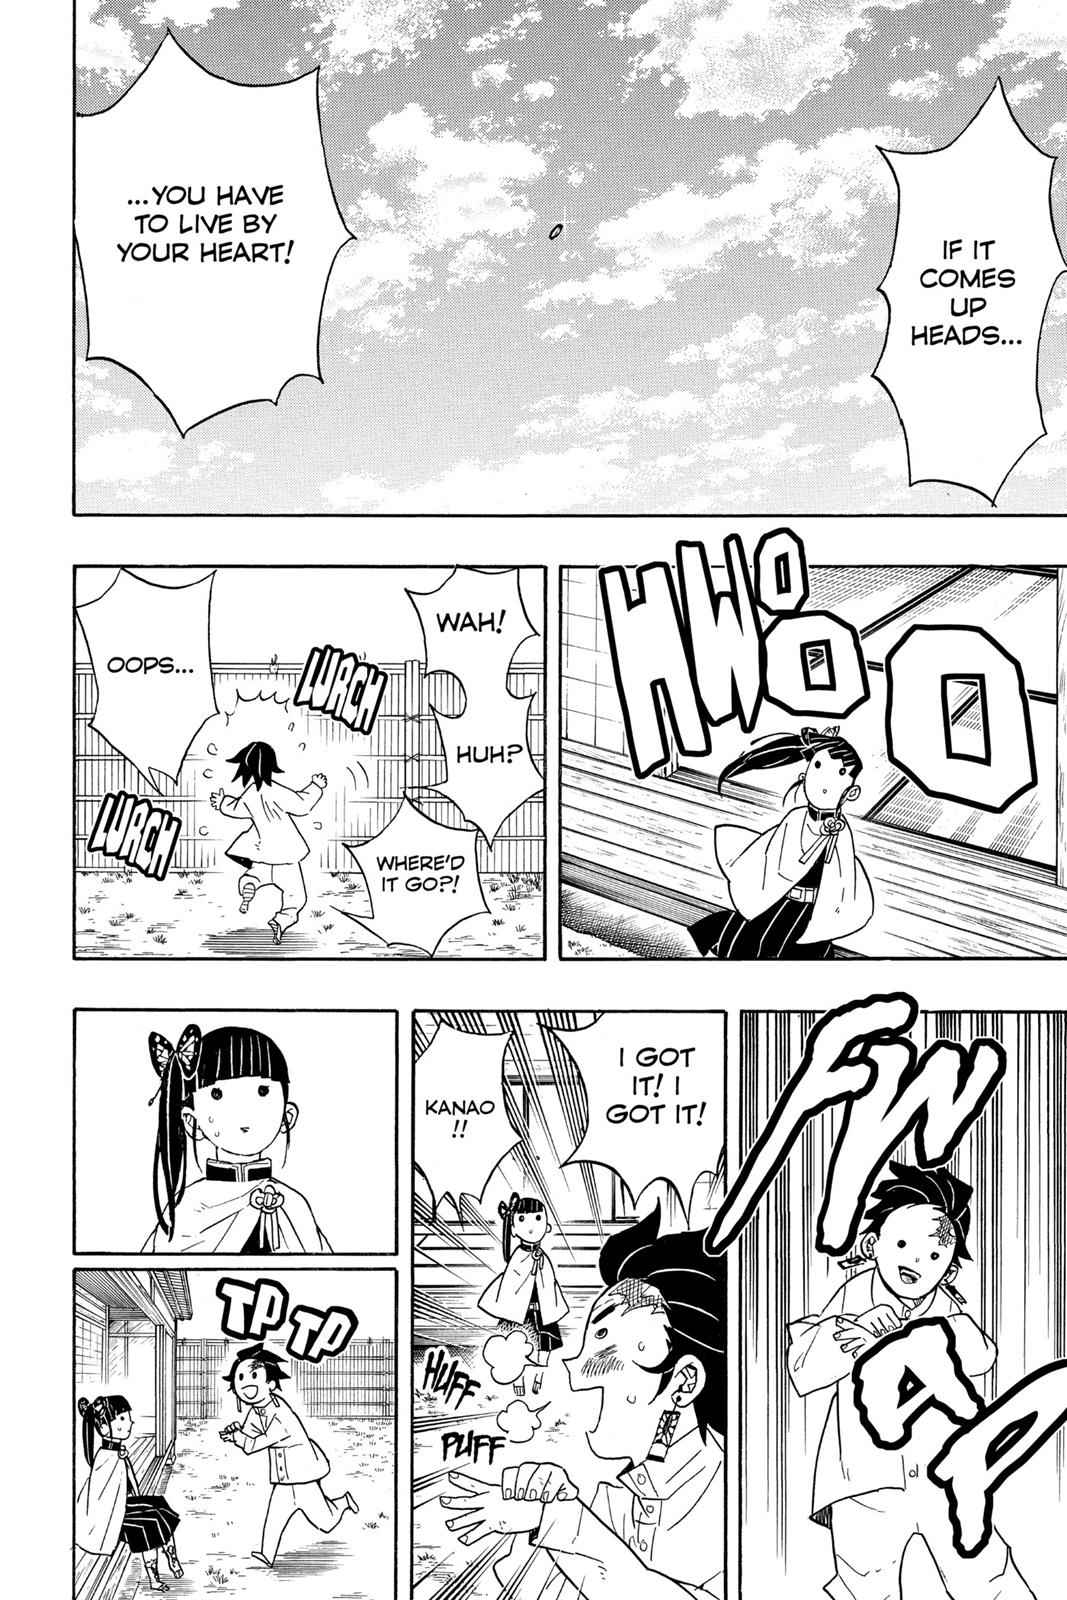 IF IT
COMES
UP
HEADS...
...YOU HAVE
TO LIVE BY
YOUR HEART!
HWOOO
WAH!
HUH?
WHERE'D
IT GO?!
LURCH
OOPS...
LURCH
FWAP
I GOT
IT! I
GOT IT!
KANAO
!!
HUFF
PUFF
TP TP